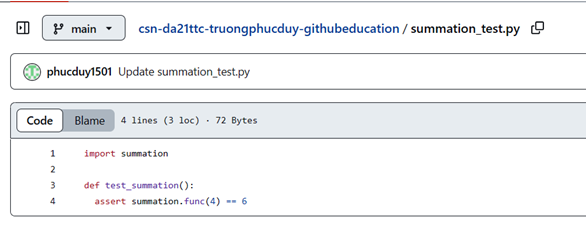 main
csn-da21ttc-truongphucduy-githubeducation / summation_test.py
phucduy1501 Update summation_test.py
Code Blame 4 lines (3 loc) · 72 Bytes
1 import summation
2
3 def test_summation():
4 assert summation.func(4) == 6